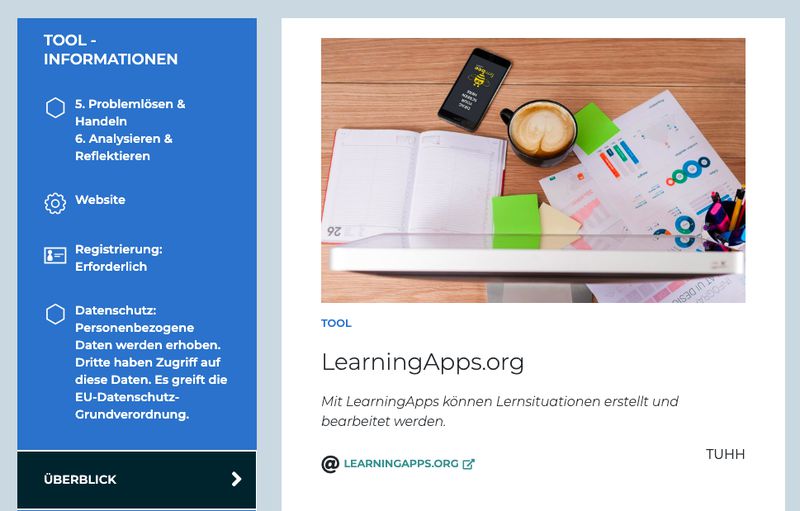 TOOL -
INFORMATIONEN
5. Problemlösen &
Handeln
6. Analysieren &
Reflektieren
Website
Registrierung:
Erforderlich
Datenschutz:
Personenbezogene
Daten werden erhoben.
Dritte haben Zugriff auf
diese Daten. Es greift die
EU-Datenschutz-
Grundverordnung.
ÜBERBLICK
26
TOOL
LearningApps.org
Mit LearningApps können Lernsituationen erstellt und
bearbeitet werden.
@ LEARNINGAPPS.ORG
TUHH